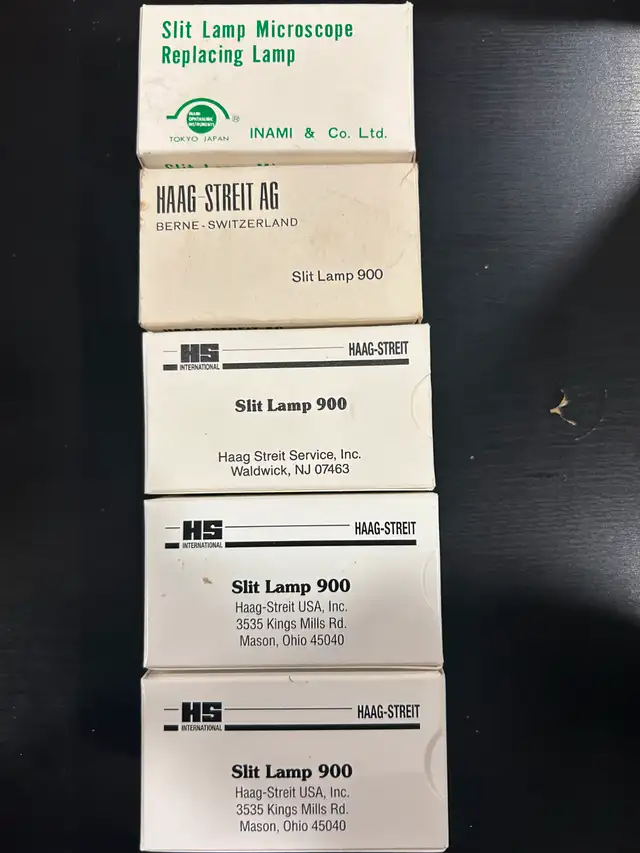 Slit Lamp Microscope
Replacing Lamp
INAMI
OPHTHALMIC
INSTRUMENTS
®
TOKYO JAPAN
INAMI & Co. Ltd.
HAAG-STREIT AG
BERNE-SWITZERLAND
Slit Lamp 900
HS
INTERNATIONAL
HAAG-STREIT
Slit Lamp 900
Haag Streit Service, Inc.
Waldwick, NJ 07463
HS
INTERNATIONAL
HAAG-STREIT
Slit Lamp 900
Haag-Streit USA, Inc.
3535 Kings Mills Rd.
Mason, Ohio 45040
HS
INTERNATIONAL
HAAG-STREIT
Slit Lamp 900
Haag-Streit USA, Inc.
3535 Kings Mills Rd.
Mason, Ohio 45040